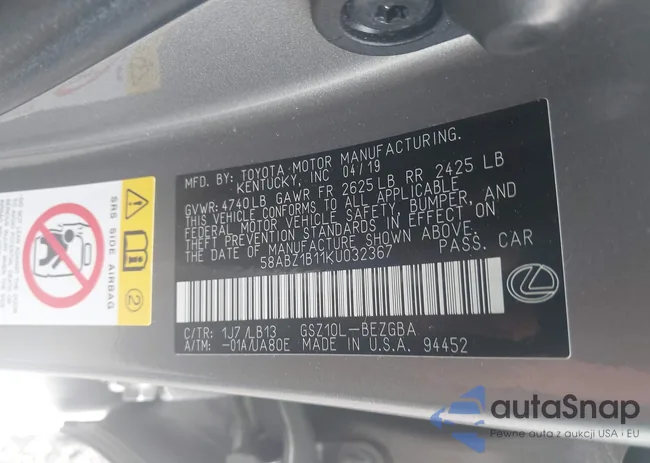 MFD. BY: TOYOTA MOTOR MANUFACTURING.
KENTUCKY, INC 04/19
GVWR: 4740LB GAWR FR 2625LB RR 2425 LB
THIS VEHICLE CONFORMS TO ALL APPLICABLE
FEDERAL MOTOR VEHICLE SAFETY, BUMPER, AND
THEFT PREVENTION STANDARDS IN EFFECT ON
THE DATE OF MANUFACTURE SHOWN ABOVE.
58ABZ1B11KU032367 PASS. CAR
C/TR: 1J7/LB13 GSZ10L-BEZGBA
A/TM: -01A/UA80E MADE IN U.S.A. 94452
SRS SIDE AIRBAG
2
autaSnap
Pewne auta z aukcji USA i EU